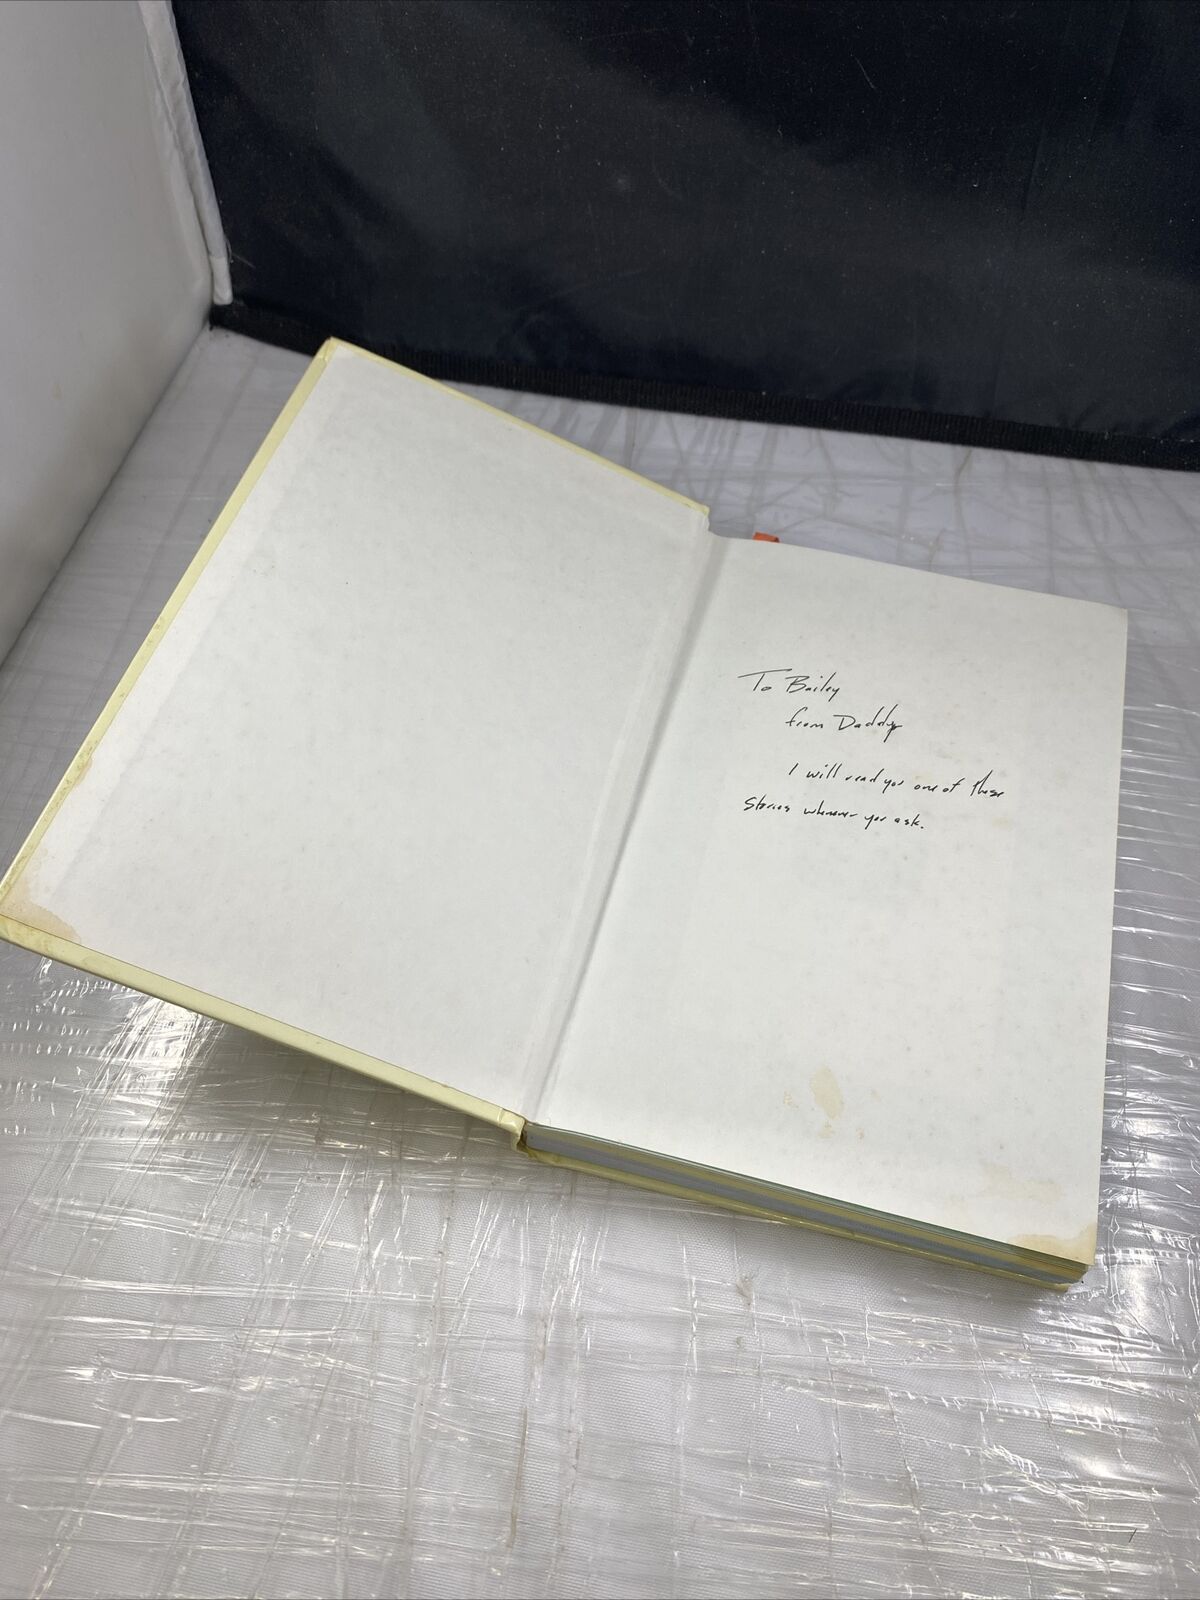 To Bailey
from Daddy
I will read you one of these
Stories whenever you ask.